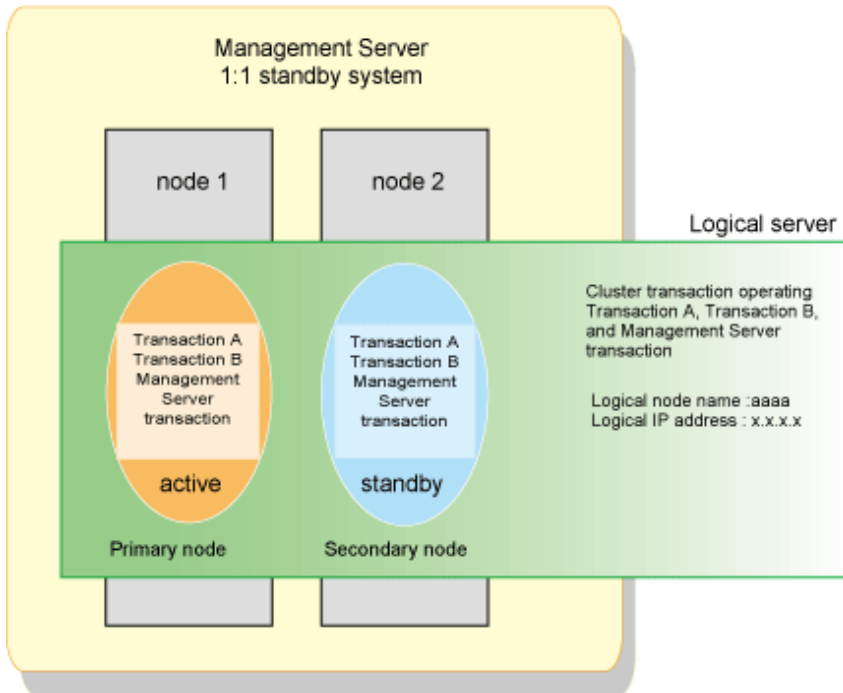 Management Server
1:1 standby system
node 1
node 2
Logical server
Transaction A
Transaction B
Management
Server
transaction
active
Primary node
Transaction A
Transaction B
Management
Server
transaction
standby
Secondary node
Cluster transaction operating
Transaction A, Transaction B,
and Management Server
transaction
Logical node name :aaaa
Logical IP address : x.x.x.x